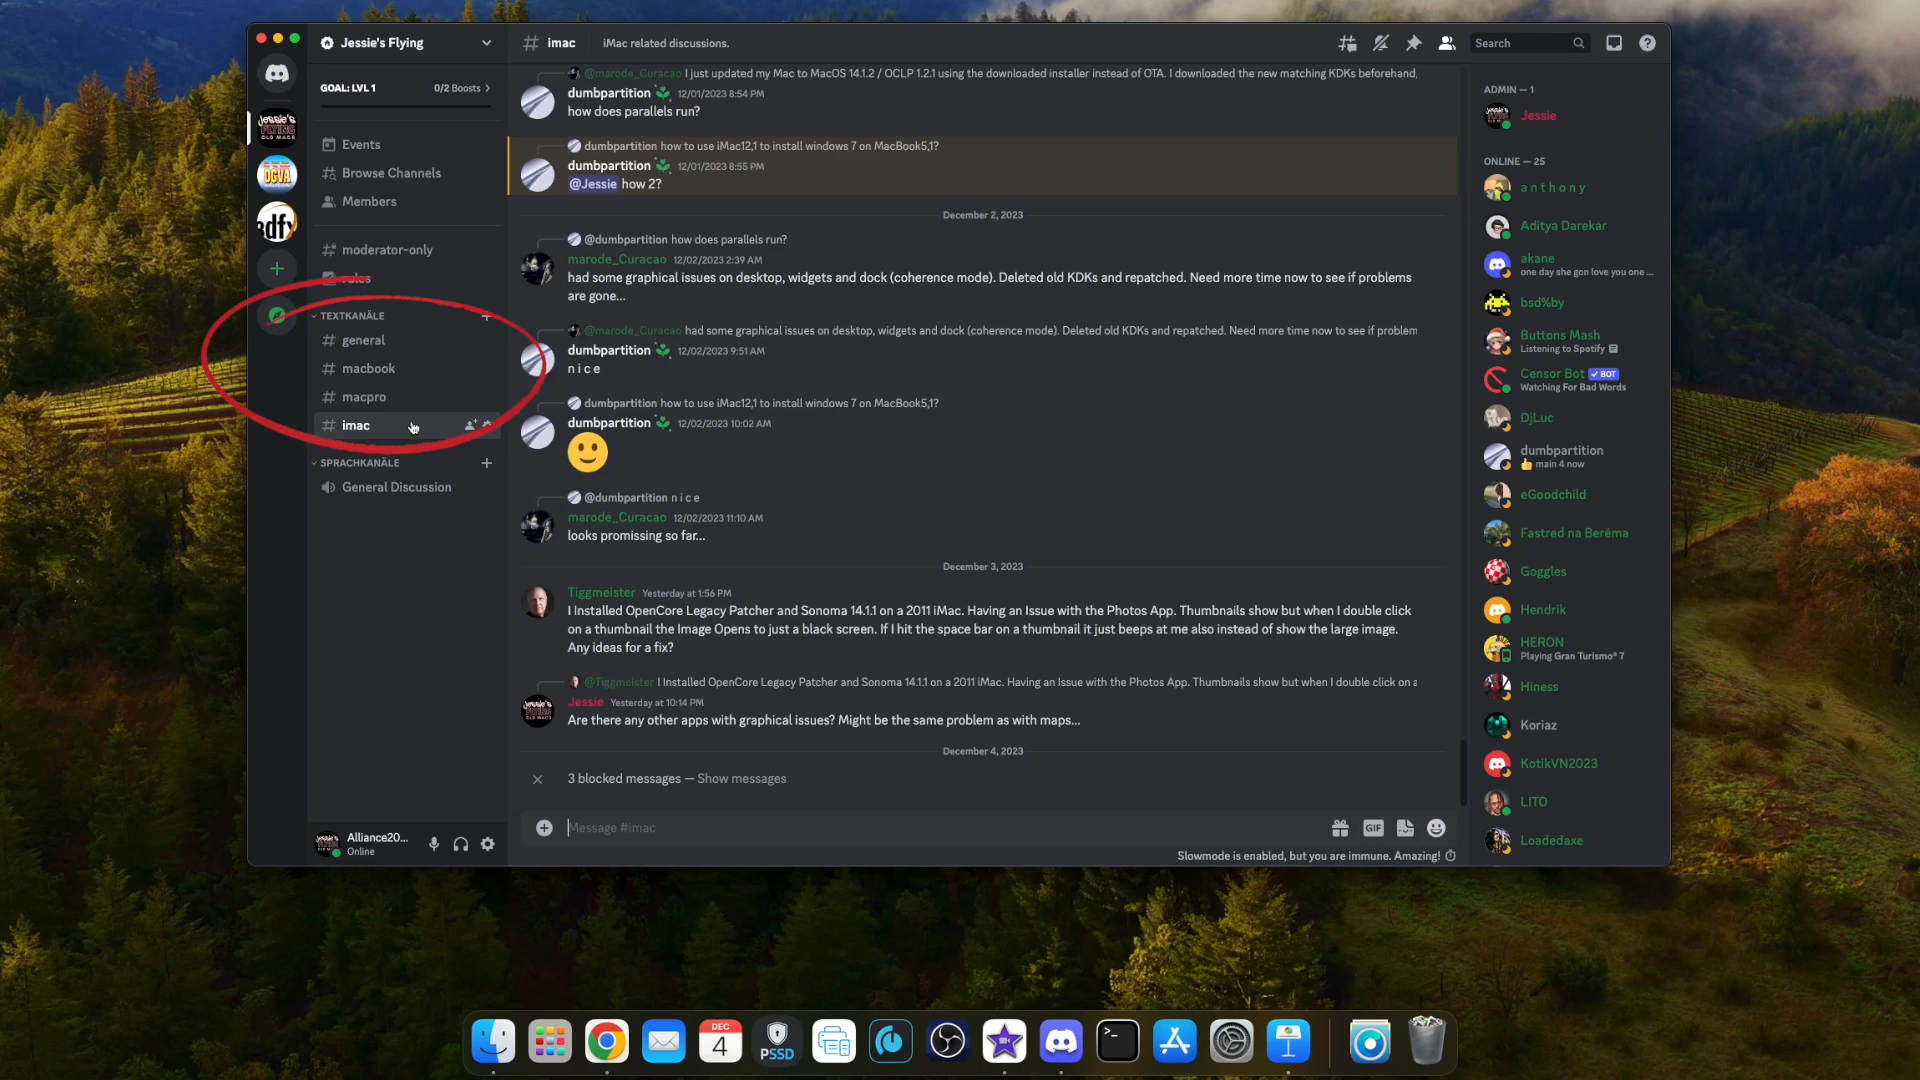 Jessie's Flying
GOAL: LVL 1
0/2 Boosts
Events
Browse Channels
Members
moderator-only
rules
TEXTKANÄLE
general
macbook
macpro
imac
SPRACHKANÄLE
General Discussion
Alliance20...
Online
imac
iMac related discussions.
Search
@marode_Curacao I just updated my Mac to MacOS 14.1.2 / OCLP 1.2.1 using the downloaded installer instead of OTA. I downloaded the new matching KDKs beforehand,
dumbpartition 12/01/2023 8:54 PM
how does parallels run?
dumbpartition how to use iMac12,1 to install windows 7 on MacBook5,1?
dumbpartition 12/01/2023 8:55 PM
@Jessie how 2?
December 2, 2023
@dumbpartition how does parallels run?
marode_Curacao 12/02/2023 2:39 AM
had some graphical issues on desktop, widgets and dock (coherence mode). Deleted old KDKs and repatched. Need more time now to see if problems
are gone...
@marode_Curacao had some graphical issues on desktop, widgets and dock (coherence mode). Deleted old KDKs and repatched. Need more time now to see if problem
dumbpartition 12/02/2023 9:51 AM
n i c e
dumbpartition how to use iMac12,1 to install windows 7 on MacBook5,1?
dumbpartition 12/02/2023 10:02 AM
@dumbpartition n i c e
marode_Curacao 12/02/2023 11:10 AM
looks promissing so far...
December 3, 2023
Tiggmeister Yesterday at 1:56 PM
I Installed OpenCore Legacy Patcher and Sonoma 14.1.1 on a 2011 iMac. Having an Issue with the Photos App. Thumbnails show but when I double click
on a thumbnail the Image Opens to just a black screen. If I hit the space bar on a thumbnail it just beeps at me also instead of show the large image.
Any ideas for a fix?
@Tiggmeister I Installed OpenCore Legacy Patcher and Sonoma 14.1.1 on a 2011 iMac. Having an Issue with the Photos App. Thumbnails show but when I double click on a
Jessie Yesterday at 10:14 PM
Are there any other apps with graphical issues? Might be the same problem as with maps...
December 4, 2023
3 blocked messages — Show messages
Message #imac
GIF
Slowmode is enabled, but you are immune. Amazing!
ADMIN — 1
Jessie
ONLINE — 25
a n t h o n y
Aditya Darekar
akane
one day she gon love you one ...
bsd%by
Buttons Mash
Listening to Spotify
Censor Bot BOT
Watching For Bad Words
DjLuc
dumbpartition
main 4 now
eGoodchild
Fastred na Beréma
Goggles
Hendrik
HERON
Playing Gran Turismo® 7
Hiness
Koriaz
KotikVN2023
LITO
Loadedaxe
JESSIE'S
FLYING
OLD MACS
OGVA
bdfy
DEC
4
PSSD